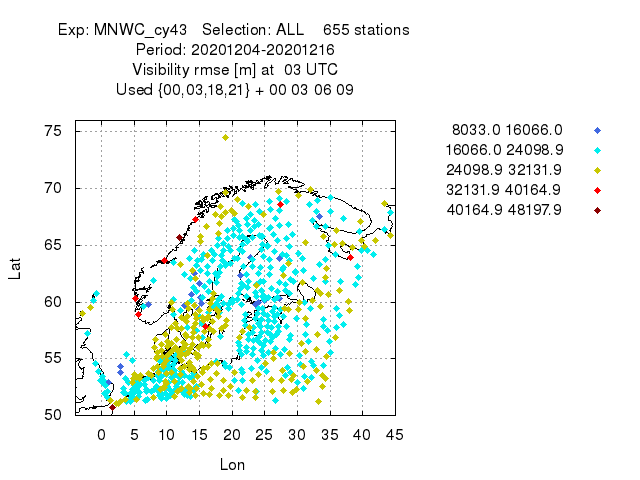 Exp: MNWC_cy43 Selection: ALL 655 stations
Period: 20201204-20201216
Visibility rmse [m] at 03 UTC
Used {00,03,18,21} + 00 03 06 09
8033.0 16066.0
16066.0 24098.9
24098.9 32131.9
32131.9 40164.9
40164.9 48197.9
75
70
65
60
55
50
Lat
0 5 10 15 20 25 30 35 40 45
Lon